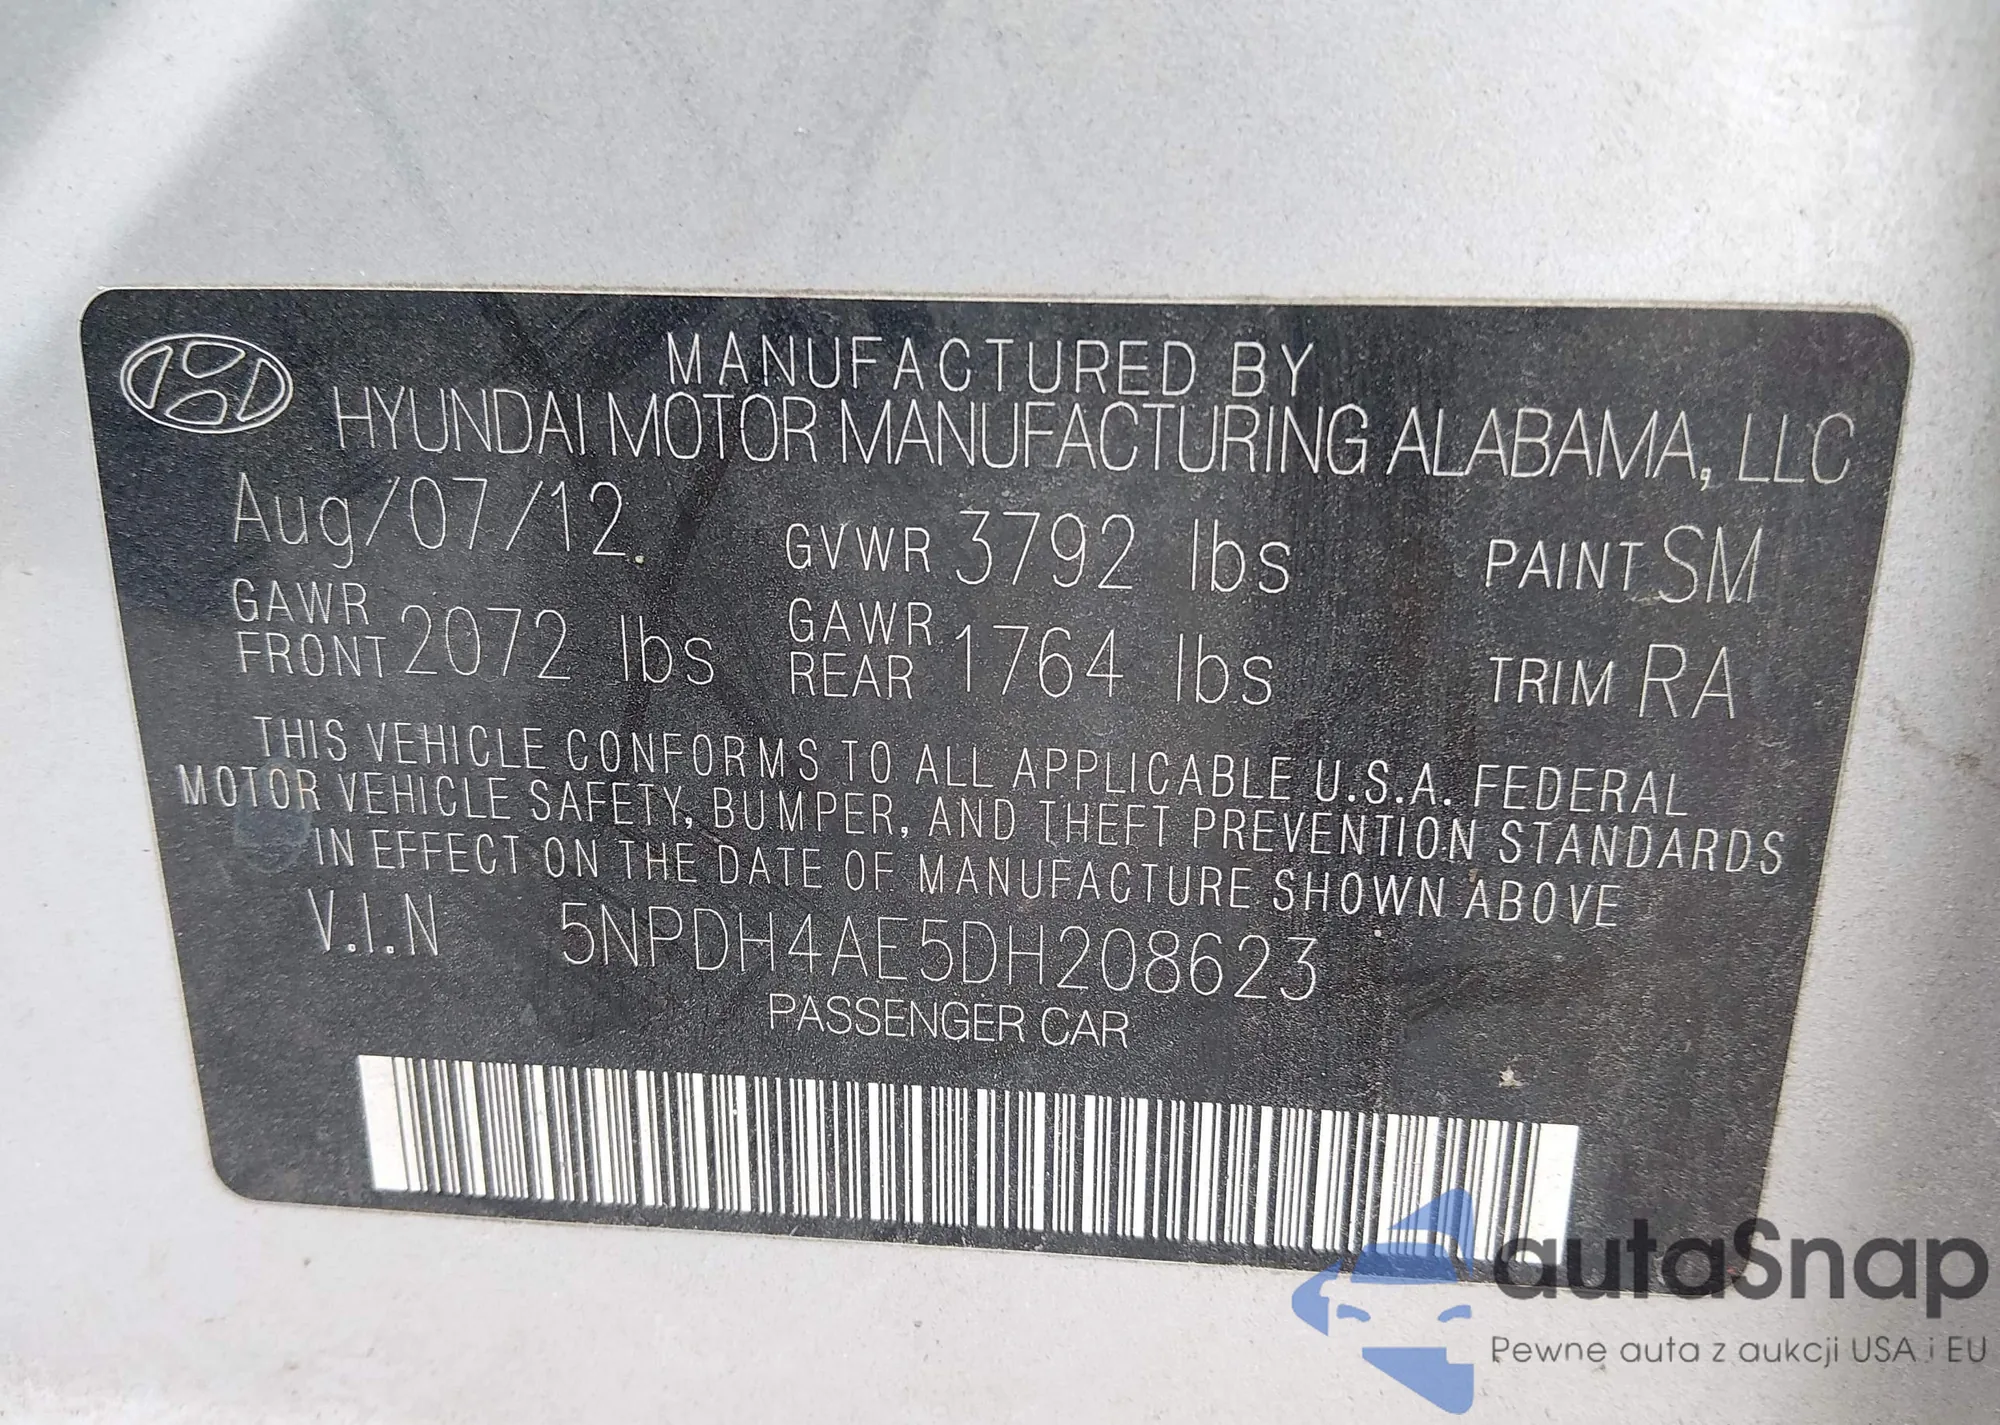 MANUFACTURED BY
HYUNDAI MOTOR MANUFACTURING ALABAMA, LLC
Aug/07/12 GVWR 3792 lbs PAINT SM
GAWR FRONT 2072 lbs GAWR REAR 1764 lbs TRIM RA
THIS VEHICLE CONFORMS TO ALL APPLICABLE U.S.A. FEDERAL
MOTOR VEHICLE SAFETY, BUMPER, AND THEFT PREVENTION STANDARDS
IN EFFECT ON THE DATE OF MANUFACTURE SHOWN ABOVE
V.I.N 5NPDH4AE5DH208623
PASSENGER CAR
autaSnap
Pewne auta z aukcji USA i EU